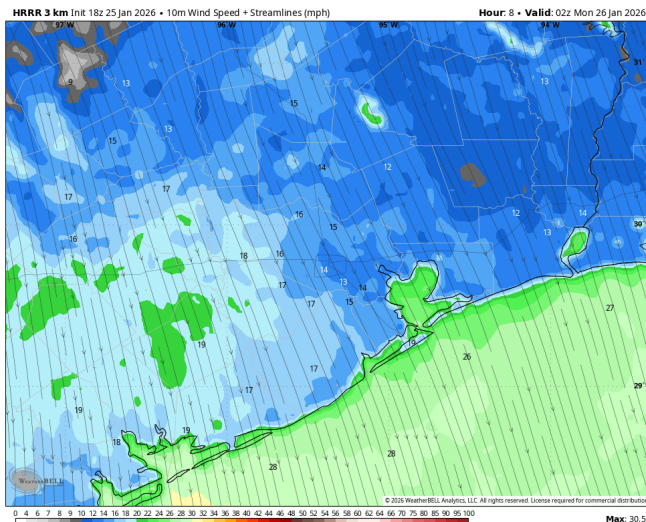 HRRR 3 km Init 18z 25 Jan 2026 • 10m Wind Speed + Streamlines (mph) Hour: 8 • Valid: 02z Mon 26 Jan 2026
97°W 96°W 95°W 94°W
31°
9 13 13
15
13 15
14 12
17 17
16 15 12 14 30°
16 13
18 16
14 13 14
17 17 15 27
19 19
26
17 29°
17
19
18 19
28 28
WeatherBELL
© 2026 WeatherBELL Analytics, LLC. All rights reserved. License required for commercial distribution
0 4 6 7 8 9 10 12 14 16 18 20 22 24 26 28 30 32 34 36 38 40 42 44 46 48 50 52 54 56 58 60 65 70 75 80 85 90 95 100
Max: 30.5